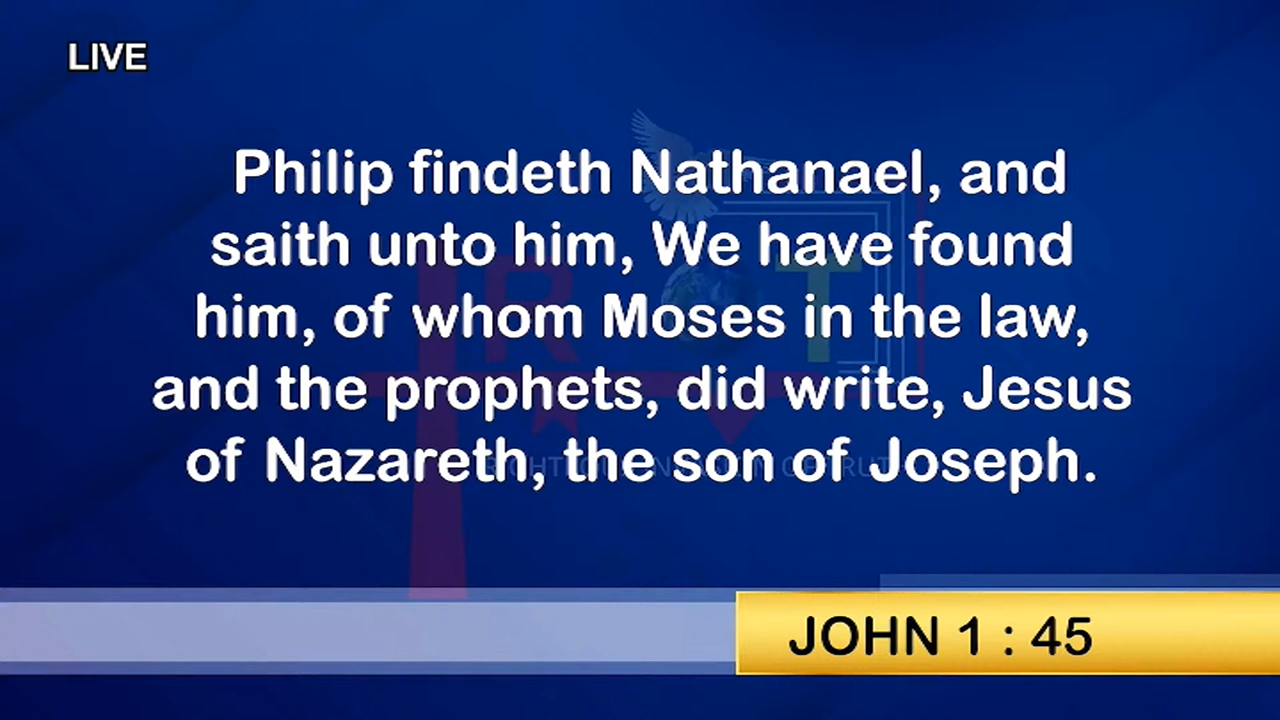 LIVE
Philip findeth Nathanael, and
saith unto him, We have found
him, of whom Moses in the law,
and the prophets, did write, Jesus
of Nazareth, the son of Joseph.
JOHN 1 : 45